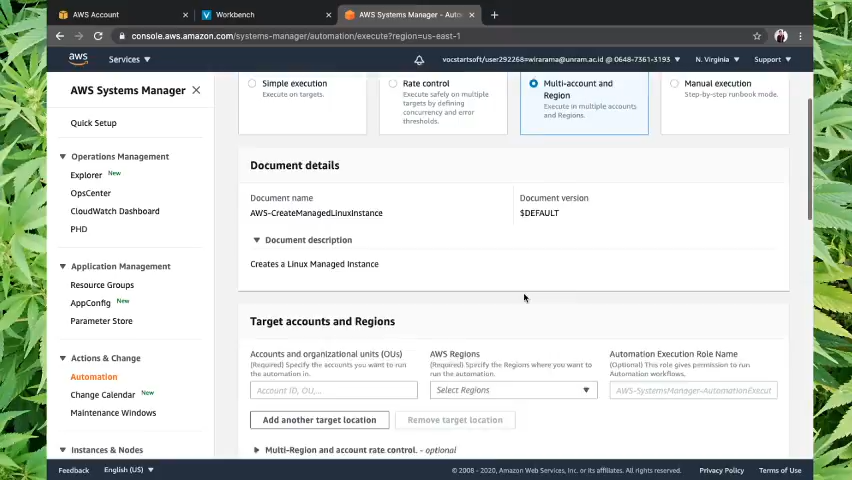 AWS Account
Workbench
AWS Systems Manager - Auto
console.aws.amazon.com/systems-manager/automation/execute?region=us-east-1
aws
Services
vocstartsoft/user292268=wirarama@unram.ac.id @ 0648-7361-3193
N. Virginia
Support
AWS Systems Manager
Quick Setup
Operations Management
Explorer New
OpsCenter
CloudWatch Dashboard
PHD
Application Management
Resource Groups
AppConfig New
Parameter Store
Actions & Change
Automation
Change Calendar New
Maintenance Windows
Instances & Nodes
Simple execution
Execute on targets.
Rate control
Execute safely on multiple
targets by defining
concurrency and error
thresholds.
Multi-account and
Region
Execute in multiple accounts
and Regions.
Manual execution
Step-by-step runbook mode.
Document details
Document name
AWS-CreateManagedLinuxInstance
Document version
$DEFAULT
Document description
Creates a Linux Managed Instance
Target accounts and Regions
Accounts and organizational units (OUs)
(Required) Specify the accounts you want to run
the automation in.
Account ID, OU,...
AWS Regions
(Required) Specify the Regions where you want to
run the automation.
Select Regions
Automation Execution Role Name
(Optional) This role gives permission to run
Automation workflows.
AWS-SystemsManager-AutomationExecut
Add another target location
Remove target location
Multi-Region and account rate control. - optional
Feedback
English (US)
© 2008 - 2020, Amazon Web Services, Inc. or its affiliates. All rights reserved.
Privacy Policy
Terms of Use